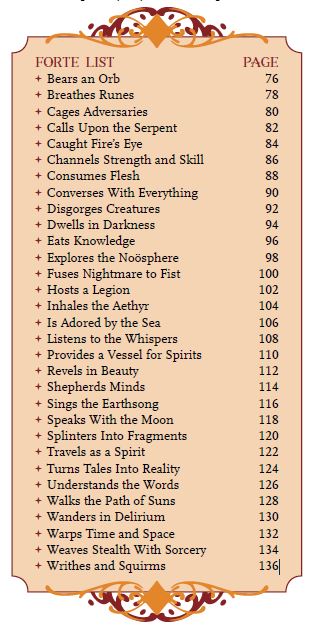 FORTE LIST PAGE
+ Bears an Orb 76
+ Breathes Runes 78
+ Cages Adversaries 80
+ Calls Upon the Serpent 82
+ Caught Fire's Eye 84
+ Channels Strength and Skill 86
+ Consumes Flesh 88
+ Converses With Everything 90
+ Disgorges Creatures 92
+ Dwells in Darkness 94
+ Eats Knowledge 96
+ Explores the Noösphere 98
+ Fuses Nightmare to Fist 100
+ Hosts a Legion 102
+ Inhales the Aethyr 104
+ Is Adored by the Sea 106
+ Listens to the Whispers 108
+ Provides a Vessel for Spirits 110
+ Revels in Beauty 112
+ Shepherds Minds 114
+ Sings the Earthsong 116
+ Speaks With the Moon 118
+ Splinters Into Fragments 120
+ Travels as a Spirit 122
+ Turns Tales Into Reality 124
+ Understands the Words 126
+ Walks the Path of Suns 128
+ Wanders in Delirium 130
+ Warps Time and Space 132
+ Weaves Stealth With Sorcery 134
+ Writhes and Squirms 136